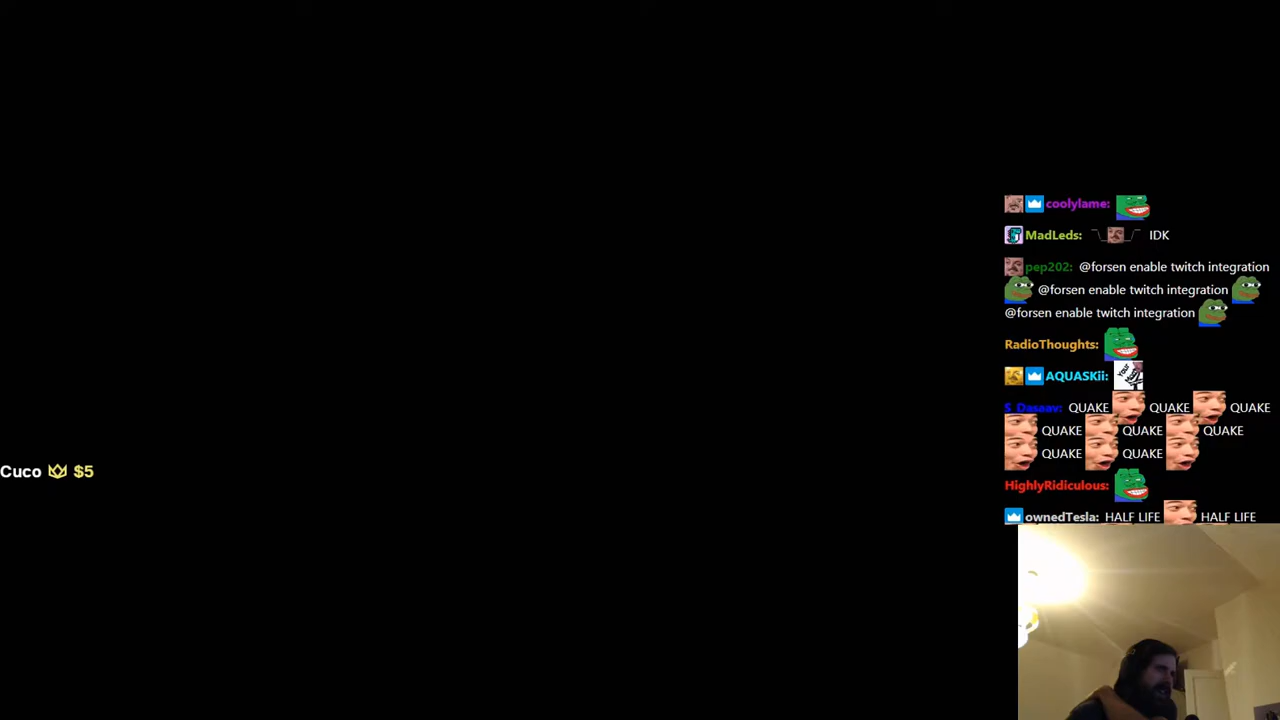 coolylame:
MadLeds: IDK
pep202: @forsen enable twitch integration
@forsen enable twitch integration
@forsen enable twitch integration
RadioThoughts:
AQUASKii:
S_Dasaav: QUAKE QUAKE QUAKE
QUAKE QUAKE QUAKE
QUAKE QUAKE
Cuco $5
HighlyRidiculous:
ownedTesla: HALF LIFE HALF LIFE